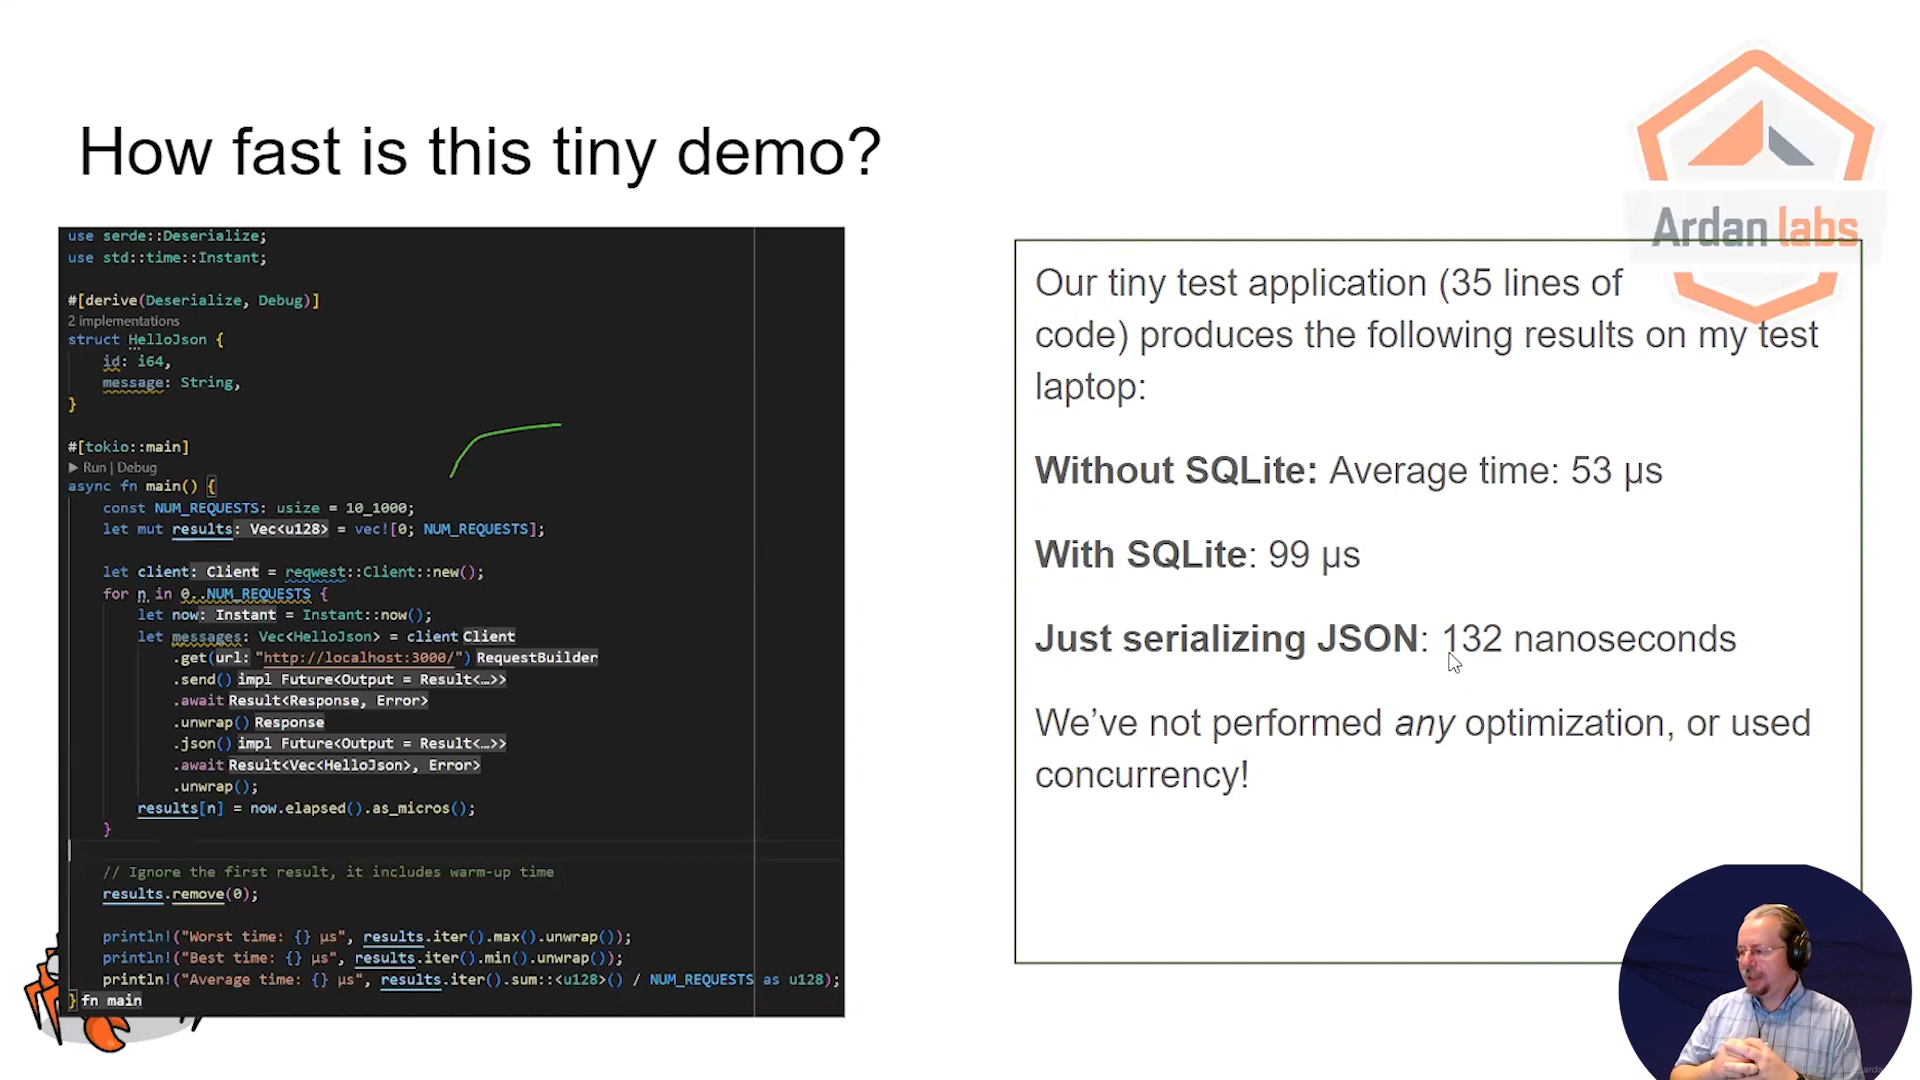 How fast is this tiny demo?
use serde::Deserialize;
use std::time::Instant;
#[derive(Deserialize, Debug)]
2 implementations
struct HelloJson {
id: i64,
message: String,
}
#[tokio::main]
▶ Run | Debug
async fn main() {
const NUM_REQUESTS: usize = 10_1000;
let mut results: Vec<u128> = vec![0; NUM_REQUESTS];
let client: Client = reqwest::Client::new();
for n in 0..NUM_REQUESTS {
let now: Instant = Instant::now();
let messages: Vec<HelloJson> = client Client
.get(url: "http://localhost:3000/") RequestBuilder
.send() impl Future<Output = Result<…>>
.await Result<Response, Error>
.unwrap() Response
.json() impl Future<Output = Result<…>>
.await Result<Vec<HelloJson>, Error>
.unwrap();
results[n] = now.elapsed().as_micros();
}
// Ignore the first result, it includes warm-up time
results.remove(0);
println!("Worst time: {} µs", results.iter().max().unwrap());
println!("Best time: {} µs", results.iter().min().unwrap());
println!("Average time: {} µs", results.iter().sum::<u128>() / NUM_REQUESTS as u128);
} fn main
Ardan labs
Our tiny test application (35 lines of
code) produces the following results on my test
laptop:
Without SQLite: Average time: 53 µs
With SQLite: 99 µs
Just serializing JSON: 132 nanoseconds
We’ve not performed any optimization, or used
concurrency!